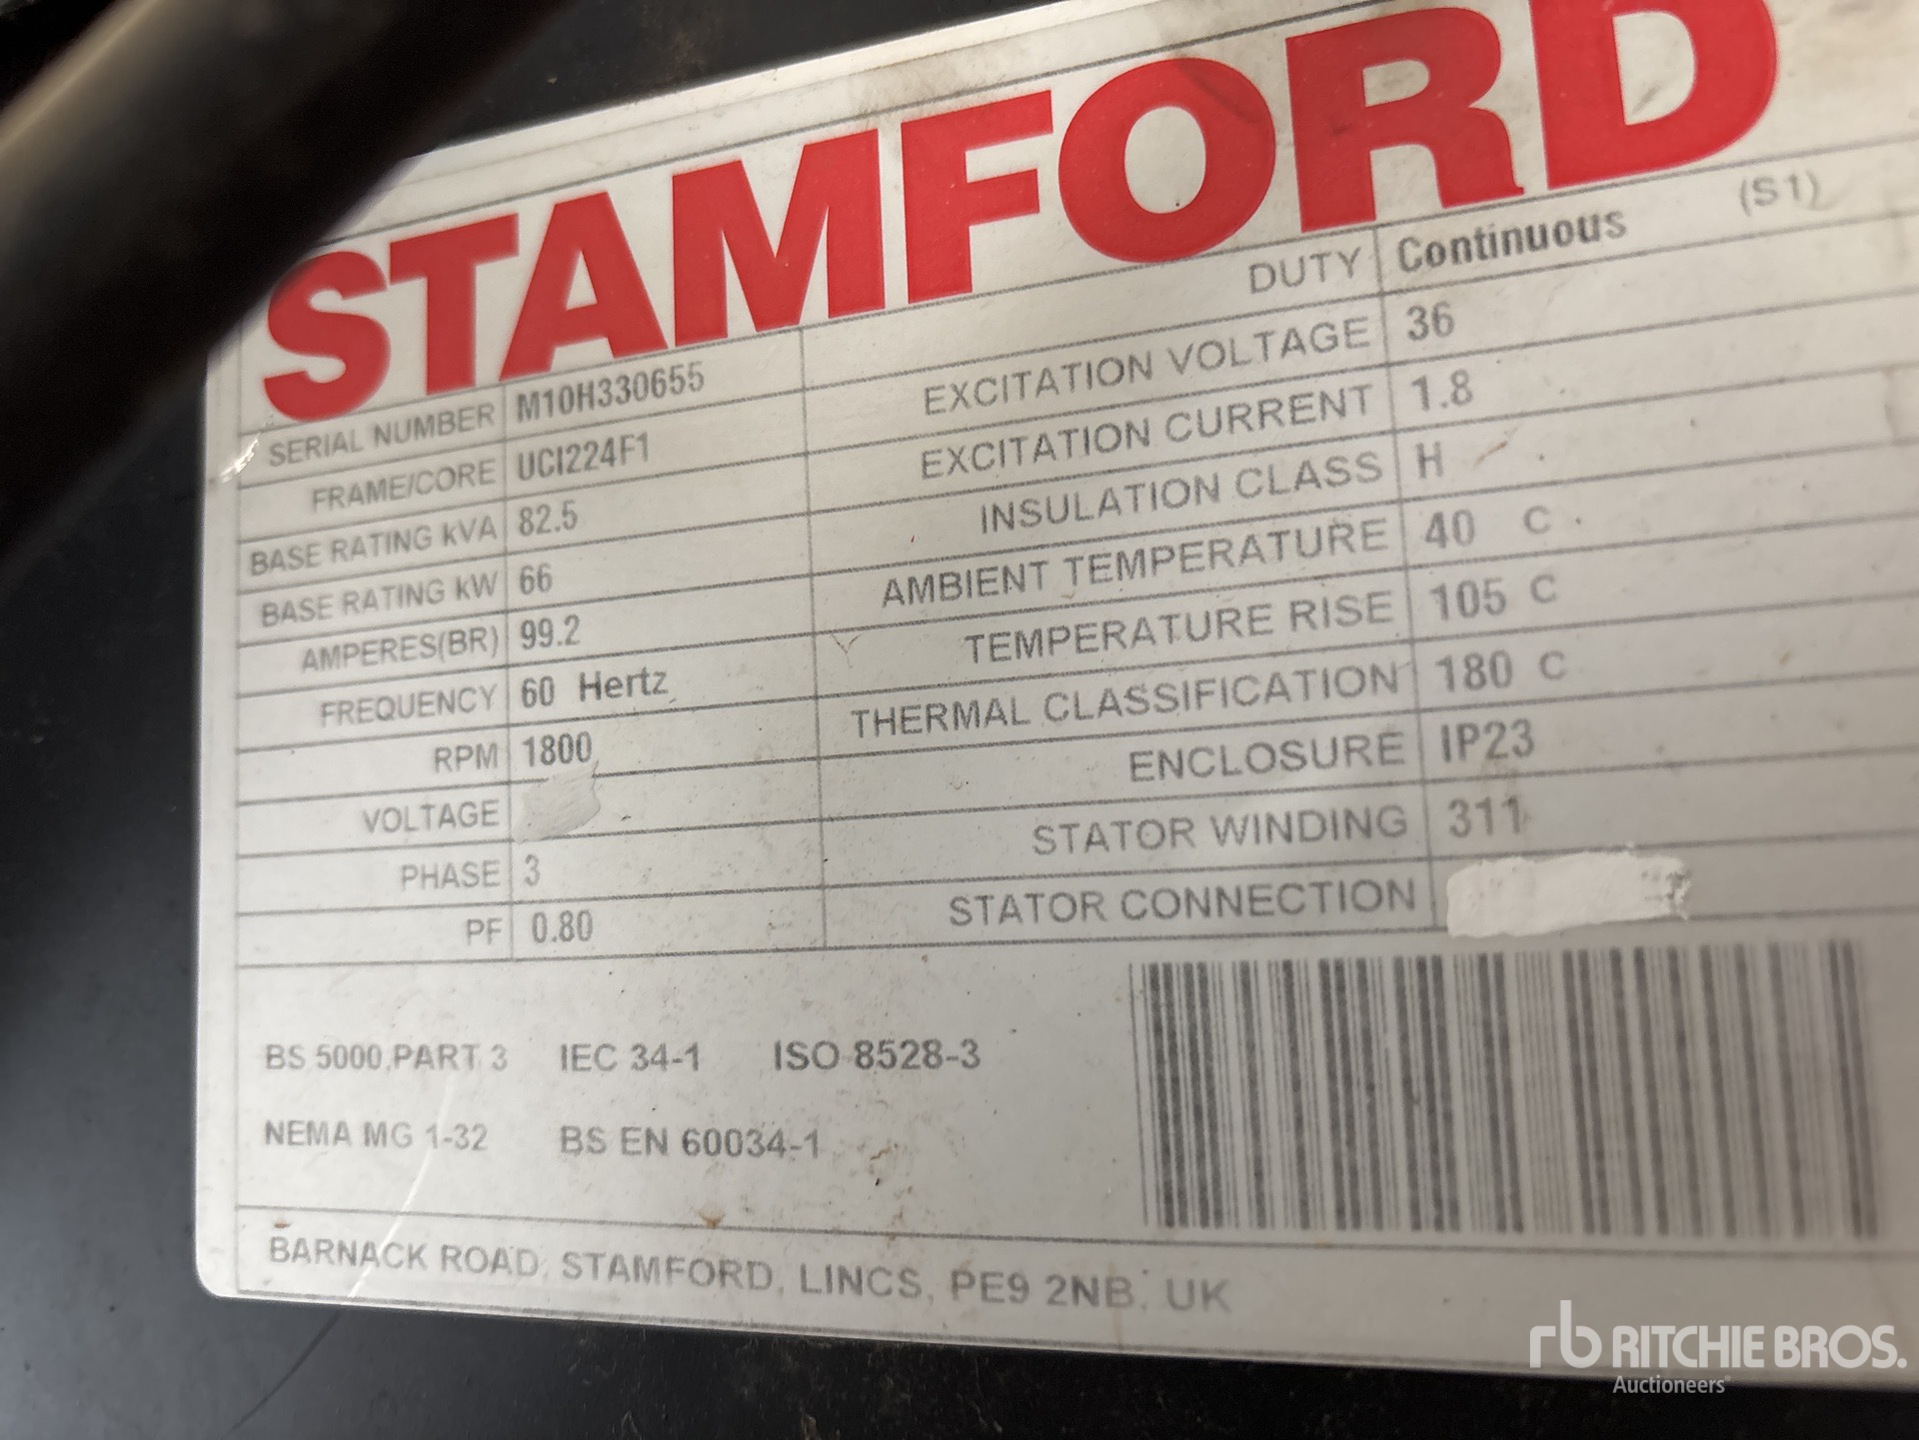 STAMFORD
SERIAL NUMBER M10H330655
FRAME/CORE UCI224F1
BASE RATING kVA 82.5
BASE RATING KW 66
AMPERES(BR) 99.2
FREQUENCY 60 Hertz
RPM 1800
VOLTAGE
PHASE 3
PF 0.80
DUTY Continuous (S1)
EXCITATION VOLTAGE 36
EXCITATION CURRENT 1.8
INSULATION CLASS H
AMBIENT TEMPERATURE 40 C
TEMPERATURE RISE 105 C
THERMAL CLASSIFICATION 180 C
ENCLOSURE IP23
STATOR WINDING 311
STATOR CONNECTION
BS 5000, PART 3 IEC 34-1 ISO 8528-3
NEMA MG 1-32 BS EN 60034-1
BARNACK ROAD, STAMFORD, LINCS, PE9 2NB, UK
rb RITCHIE BROS.
Auctioneers